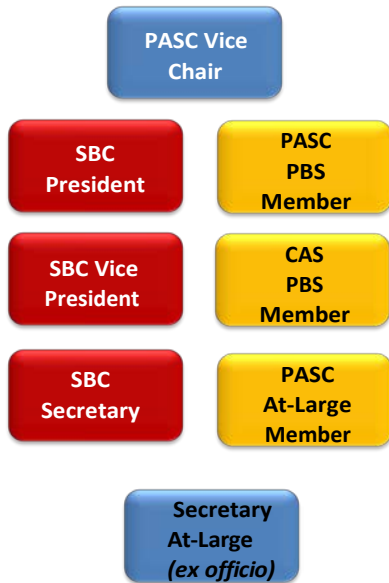 PASC Vice
Chair
SBC
President
PASC
PBS
Member
SBC Vice
President
CAS
PBS
Member
SBC
Secretary
PASC
At-Large
Member
Secretary
At-Large
(ex officio)